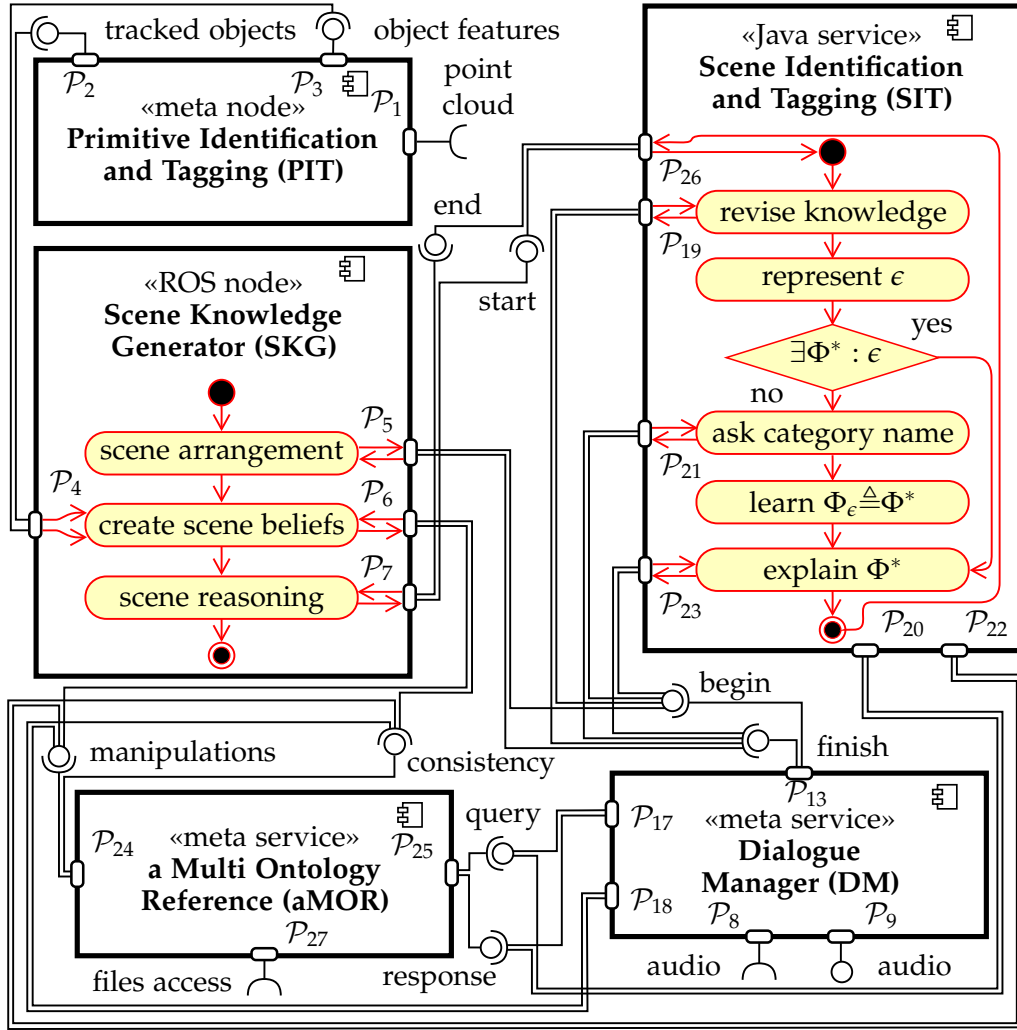 tracked objects
object features
𝒫₂
𝒫₃
𝒫₁
point
cloud
«meta node»
Primitive Identification
and Tagging (PIT)
«Java service»
Scene Identification
and Tagging (SIT)
𝒫₂₆
end
start
revise knowledge
𝒫₁₉
represent ϵ
∃Φ* : ϵ
yes
no
ask category name
𝒫₂₁
learn Φϵ≜Φ*
explain Φ*
𝒫₂₃
𝒫₂₀
𝒫₂₂
«ROS node»
Scene Knowledge
Generator (SKG)
scene arrangement
𝒫₅
𝒫₄
create scene beliefs
𝒫₆
scene reasoning
𝒫₇
begin
finish
manipulations
consistency
«meta service»
a Multi Ontology
Reference (aMOR)
𝒫₂₄
𝒫₂₅
𝒫₂₇
files access
query
response
𝒫₁₃
𝒫₁₇
𝒫₁₈
«meta service»
Dialogue
Manager (DM)
𝒫₈
𝒫₉
audio
audio